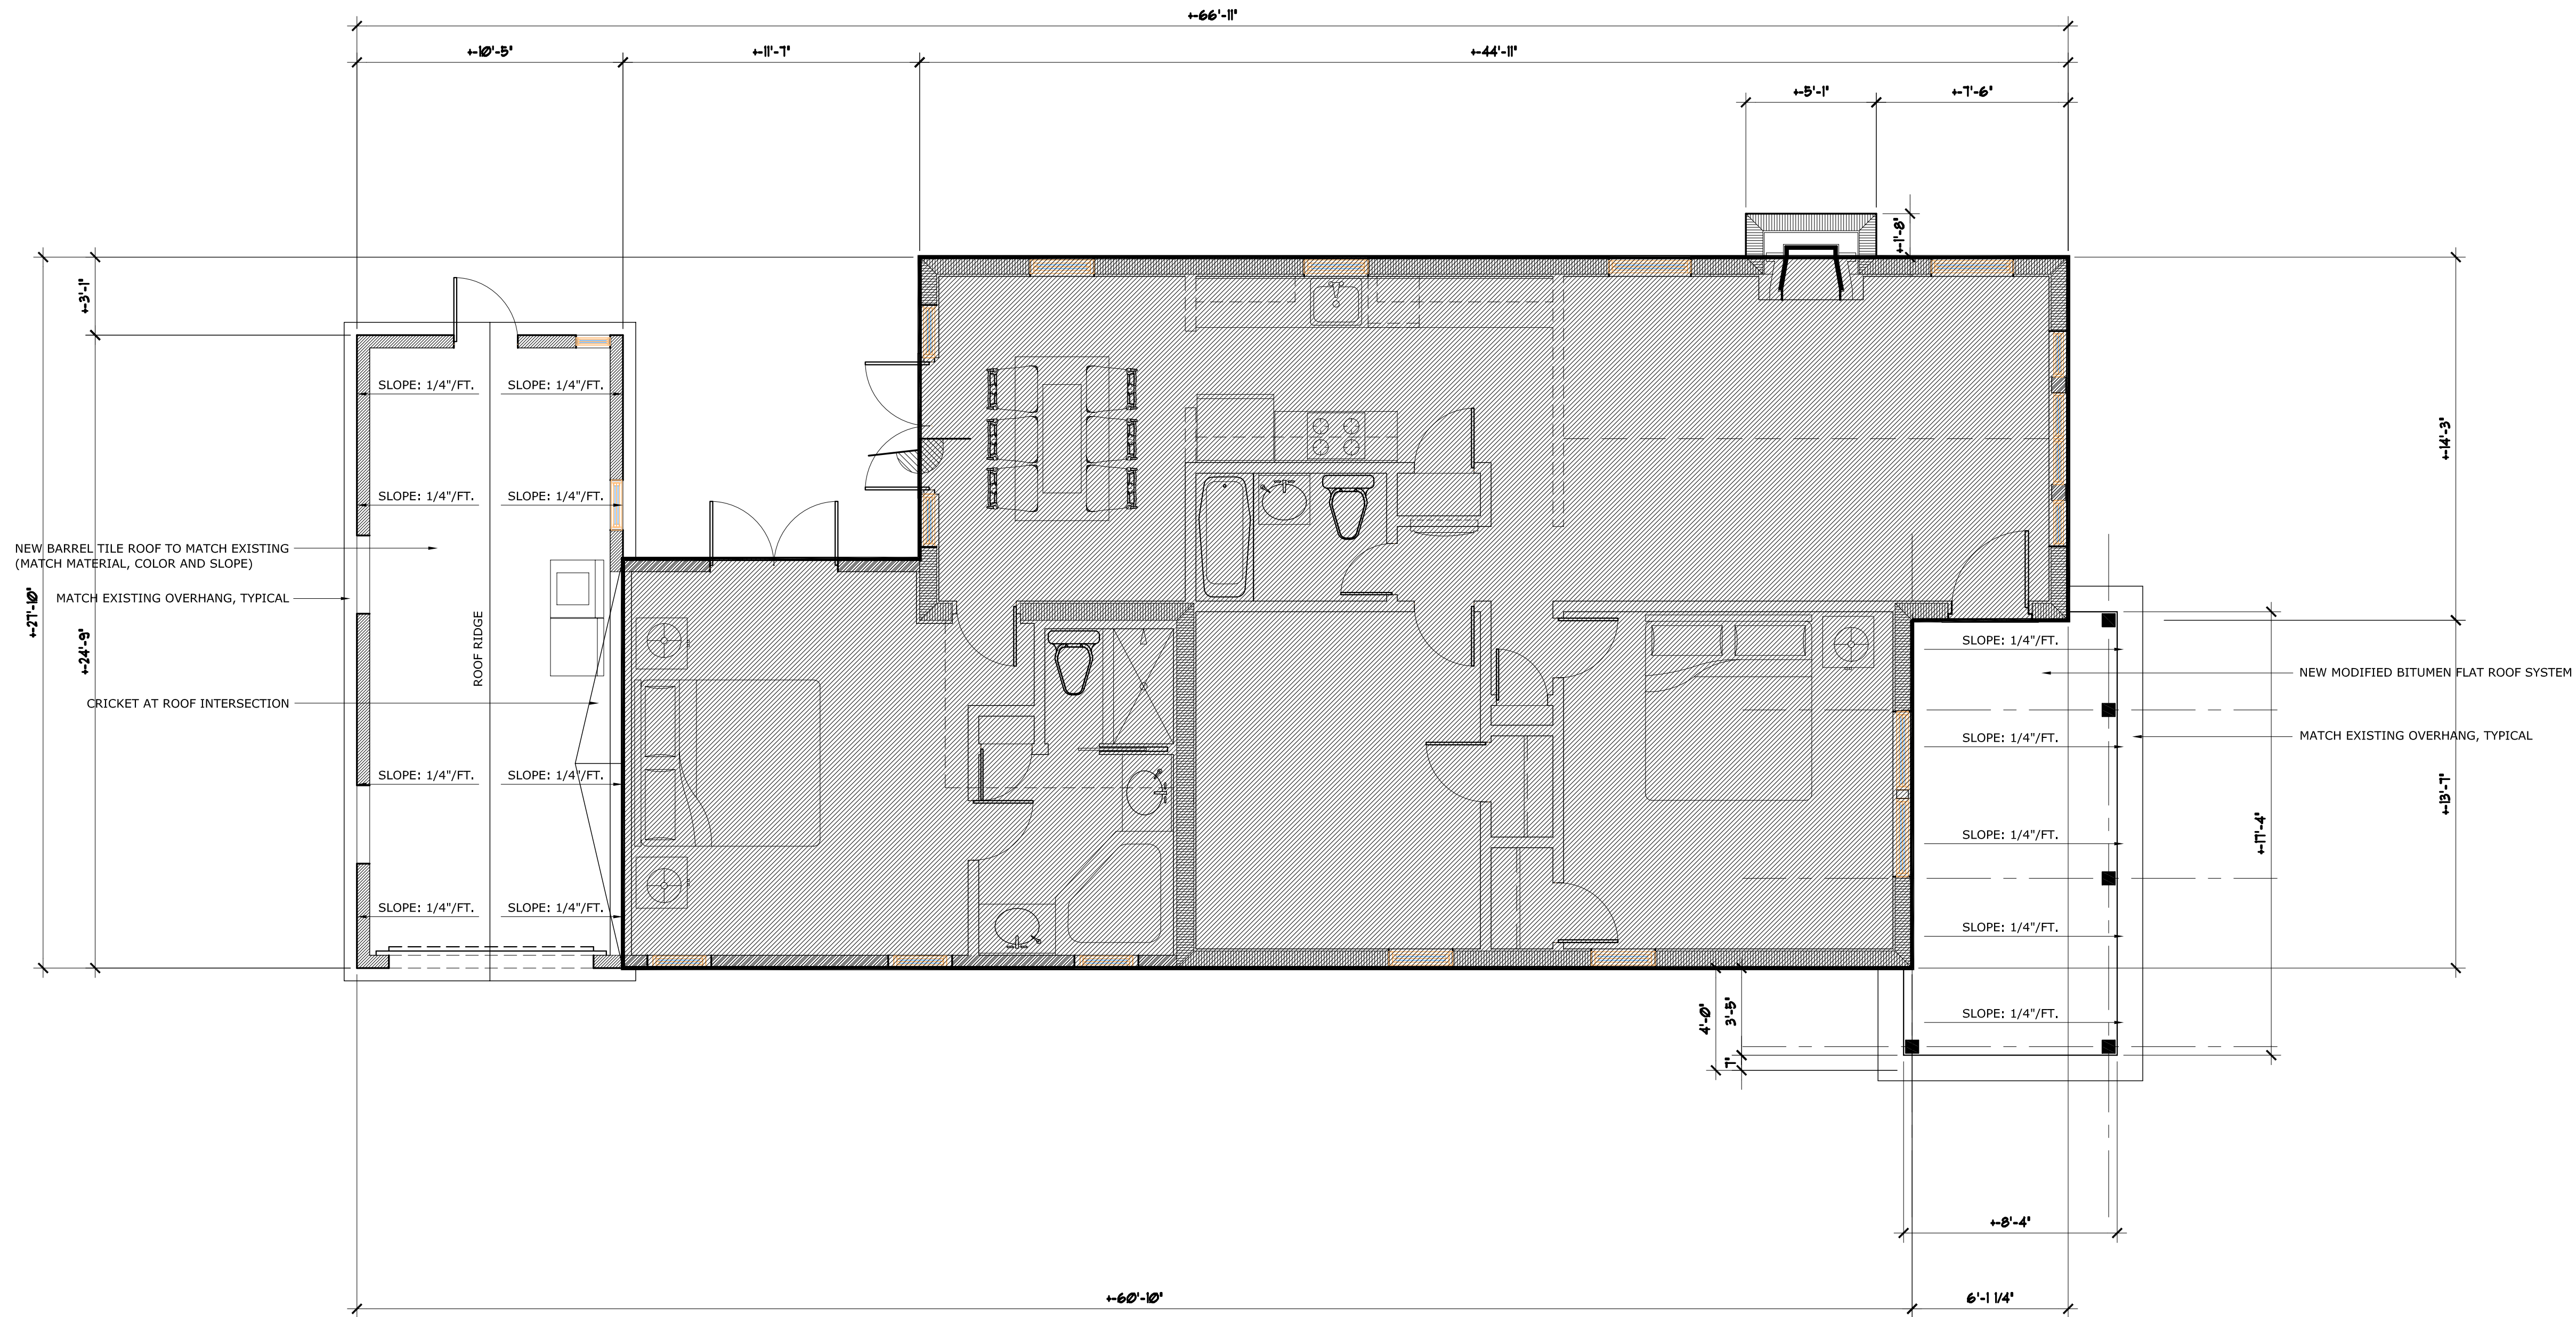 +-66'-11"
+-10'-5"
+-11'-7"
+-44'-11"
+-5'-1"
+-7'-6"
+-1'-8"
+-3'-1"
+-27'-10"
+-24'-9"
SLOPE: 1/4"/FT.
SLOPE: 1/4"/FT.
SLOPE: 1/4"/FT.
SLOPE: 1/4"/FT.
NEW BARREL TILE ROOF TO MATCH EXISTING
(MATCH MATERIAL, COLOR AND SLOPE)
MATCH EXISTING OVERHANG, TYPICAL
ROOF RIDGE
CRICKET AT ROOF INTERSECTION
SLOPE: 1/4"/FT.
SLOPE: 1/4"/FT.
SLOPE: 1/4"/FT.
SLOPE: 1/4"/FT.
+-14'-3"
SLOPE: 1/4"/FT.
NEW MODIFIED BITUMEN FLAT ROOF SYSTEM
SLOPE: 1/4"/FT.
MATCH EXISTING OVERHANG, TYPICAL
+-13'-7"
SLOPE: 1/4"/FT.
+-17'-4"
SLOPE: 1/4"/FT.
SLOPE: 1/4"/FT.
4'-0"
3'-5"
7"
+-8'-4"
+-60'-10"
6'-1 1/4"